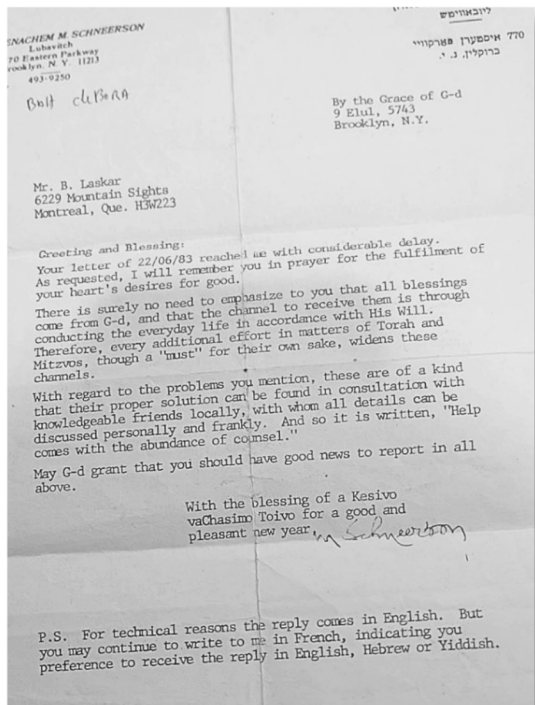 ENACHEM M. SCHNEERSON
Lubavitch
70 Eastern Parkway
rooklyn, N. Y. 11213
493-9250
ליובאוויטש
770 איסטערן פארקוויי
ברוקלין, נ. י.
By the Grace of G-d
9 Elul, 5743
Brooklyn, N.Y.
Mr. B. Laskar
6229 Mountain Sights
Montreal, Que. H3W223
Greeting and Blessing:
Your letter of 22/06/83 reached me with considerable delay.
As requested, I will remember you in prayer for the fulfilment of
your heart's desires for good.
There is surely no need to emphasize to you that all blessings
come from G-d, and that the channel to receive them is through
conducting the everyday life in accordance with His Will.
Therefore, every additional effort in matters of Torah and
Mitzvos, though a "must" for their own sake, widens these
channels.
With regard to the problems you mention, these are of a kind
that their proper solution can be found in consultation with
knowledgeable friends locally, with whom all details can be
discussed personally and frankly. And so it is written, "Help
comes with the abundance of counsel."
May G-d grant that you should have good news to report in all
above.
With the blessing of a Kesivo
vaChasimo Toivo for a good and
pleasant new year,
M Schneerson
P.S. For technical reasons the reply comes in English. But
you may continue to write to me in French, indicating you
preference to receive the reply in English, Hebrew or Yiddish.